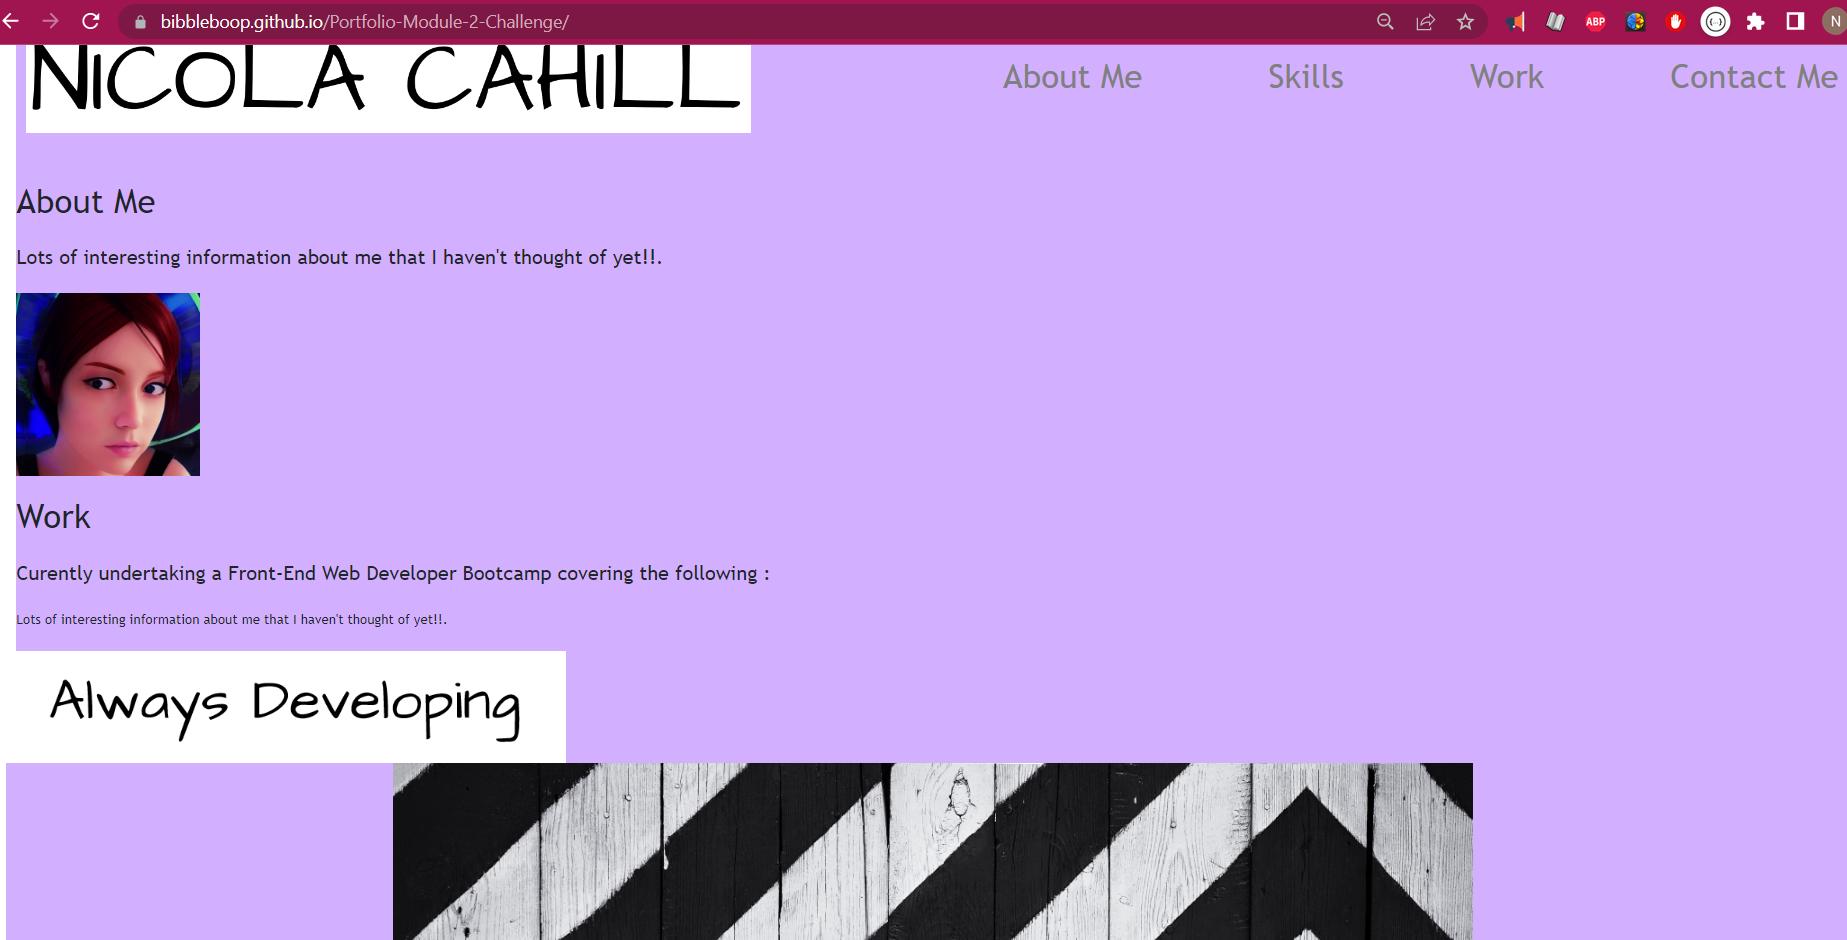 bibbleboop.github.io/Portfolio-Module-2-Challenge/
ABP
N
NiCOLA CAHiLL
About Me Skills Work Contact Me
About Me
Lots of interesting information about me that I haven't thought of yet!!.
Work
Curently undertaking a Front-End Web Developer Bootcamp covering the following :
Lots of interesting information about me that I haven't thought of yet!!.
Always Developing